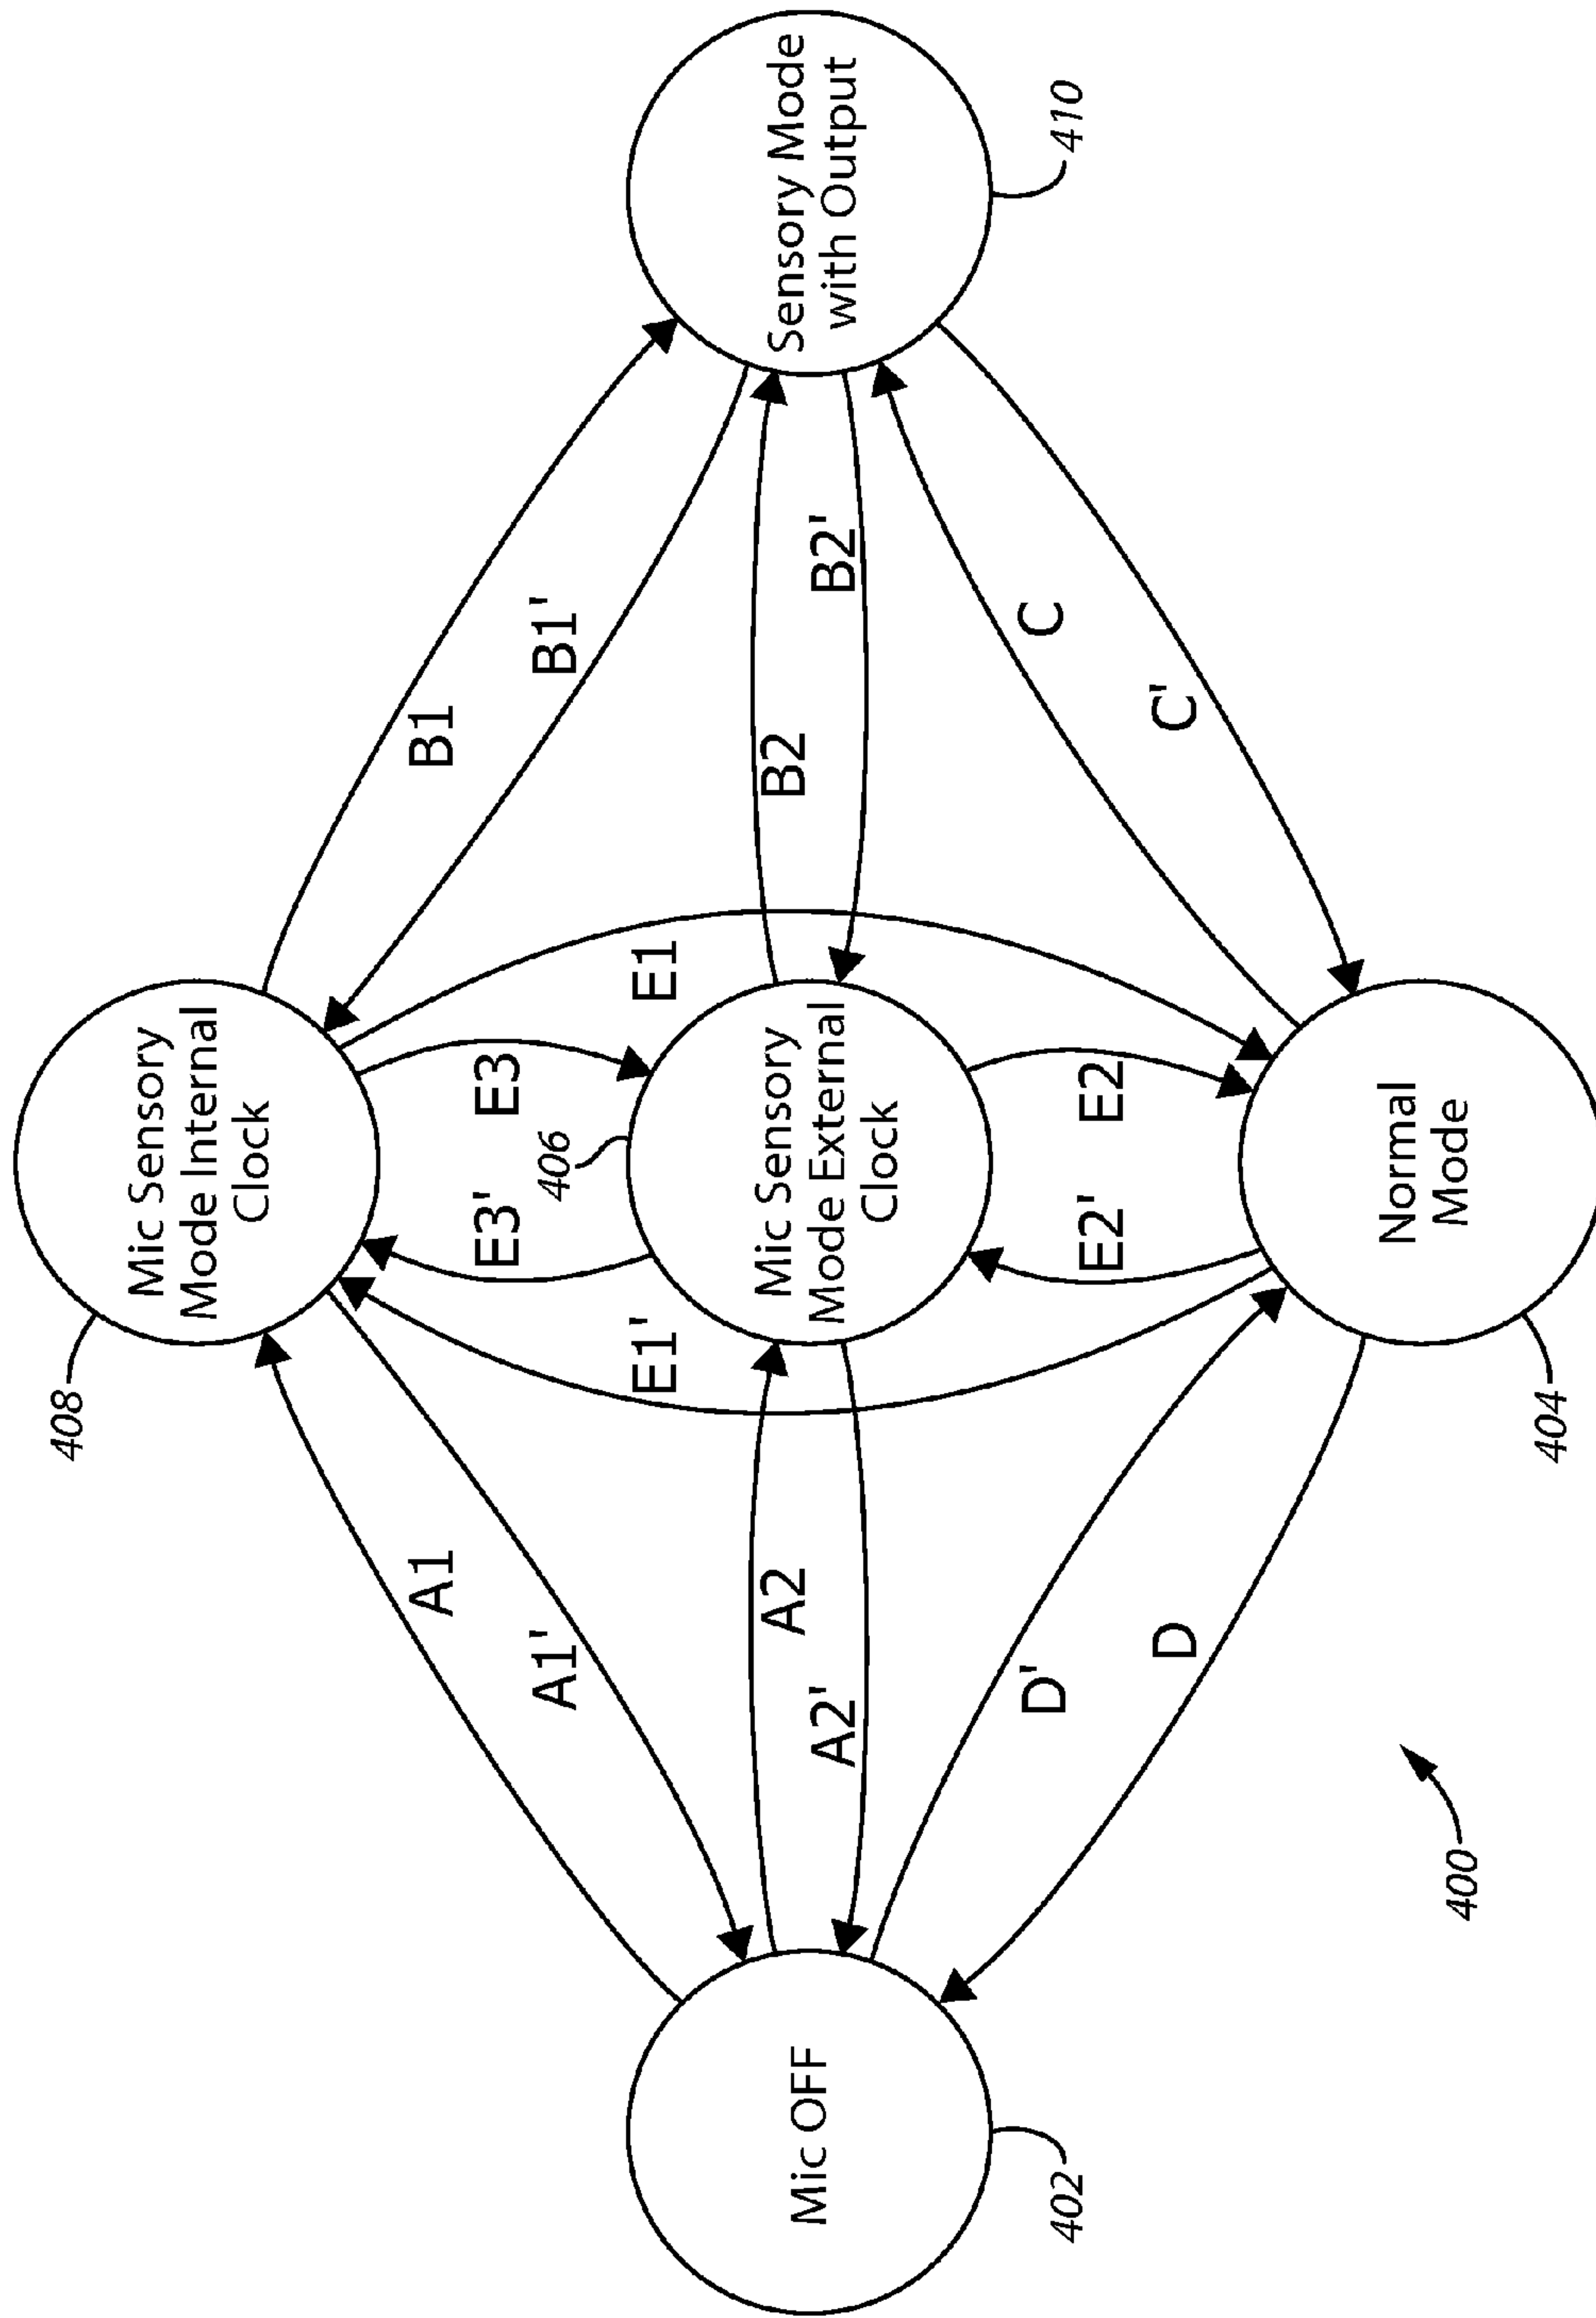 408
Mic Sensory
Mode Internal
Clock
A1
B1
A1'
B1'
E3'
E3
E1'
E1
406
Mic OFF
402
A2
A2'
Mic Sensory
Mode External
Clock
B2
B2'
Sensory Mode
with Output
410
D'
D
E2'
E2
C
C'
Normal
Mode
404
400